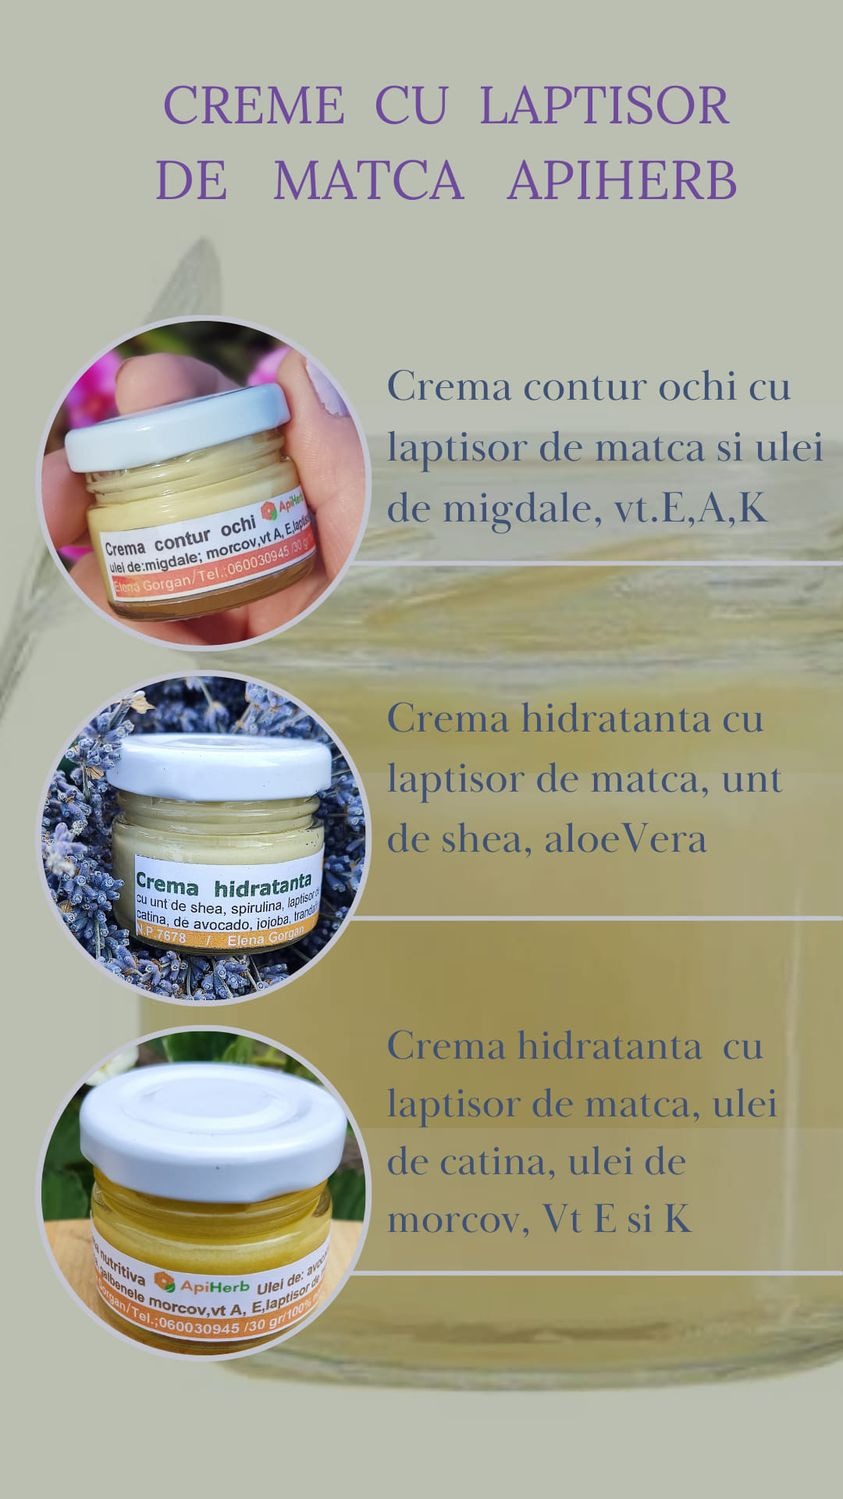 CREME CU LAPTISOR
DE MATCA APIHERB
Crema contur ochi cu
laptisor de matca si ulei
de migdale, vt.E,A,K
ApiHerb
Crema contur ochi
ulei de:migdale; morcov,vt A, E,laptisor
Elena Gorgan/Tel.:060030945 /30 gr
Crema hidratanta cu
laptisor de matca, unt
de shea, aloeVera
Crema hidratanta
cu unt de shea, spirulina, laptisor
catina, de avocado, jojoba,
N.P.7678 / Elena Gorgan
Crema hidratanta cu
laptisor de matca, ulei
de catina, ulei de
morcov, Vt E si K
nutritiva ApiHerb Ulei de:
galbenele morcov,vt A, E,laptisor de
Gorgan/Tel.;060030945 /30 gr/100%